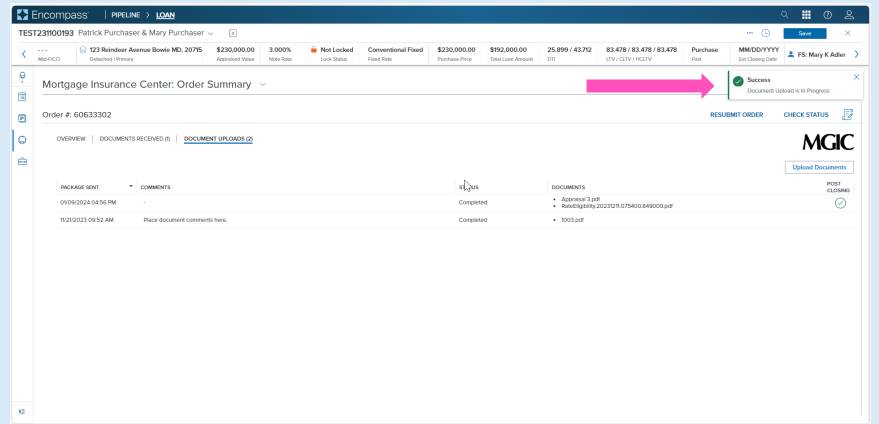 Encompass® | PIPELINE > LOAN
TEST231100193 Patrick Purchaser & Mary Purchaser
Save
--- 123 Reindeer Avenue Bowie MD, 20715 $230,000.00 3.000% Not Locked Conventional Fixed $230,000.00 $192,000.00 25.899 / 43.712 83.478 / 83.478 / 83.478 Purchase MM/DD/YYYY FS: Mary K Adler
Mid-FICO Detached | Primary Appraised Value Note Rate Lock Status Fixed Rate Purchase Price Total Loan Amount DTI LTV / CLTV / HCLTV First Est Closing Date
Success
Mortgage Insurance Center: Order Summary
Document Upload is In Progress
Order #: 60633302 RESUBMIT ORDER CHECK STATUS
OVERVIEW | DOCUMENTS RECEIVED (1) | DOCUMENT UPLOADS (2)
MGIC
Upload Documents
PACKAGE SENT COMMENTS STATUS DOCUMENTS POST CLOSING
01/09/2024 04:56 PM - Completed • Appraisal 3.pdf
• RateEligibility.20231211.075400.649000.pdf
11/21/2023 09:52 AM Place document comments here. Completed • 1003.pdf